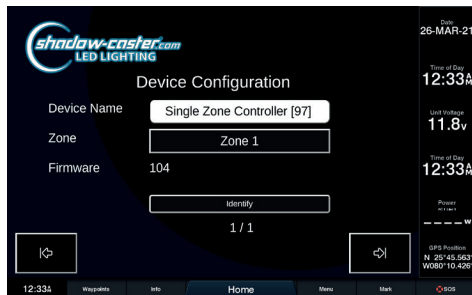 shadow-caster.com
LED LIGHTING
Device Configuration
Device Name
Single Zone Controller [97]
Zone
Zone 1
Firmware
104
Identify
1 / 1
Date
26-MAR-21
Time of Day
12:33
Unit Voltage
11.8v
Time of Day
12:33
Power
____w
GPS Position
N 25°45.563'
W080°10.426'
12:33
Waypoints
Info
Home
Menu
Mark
SOS